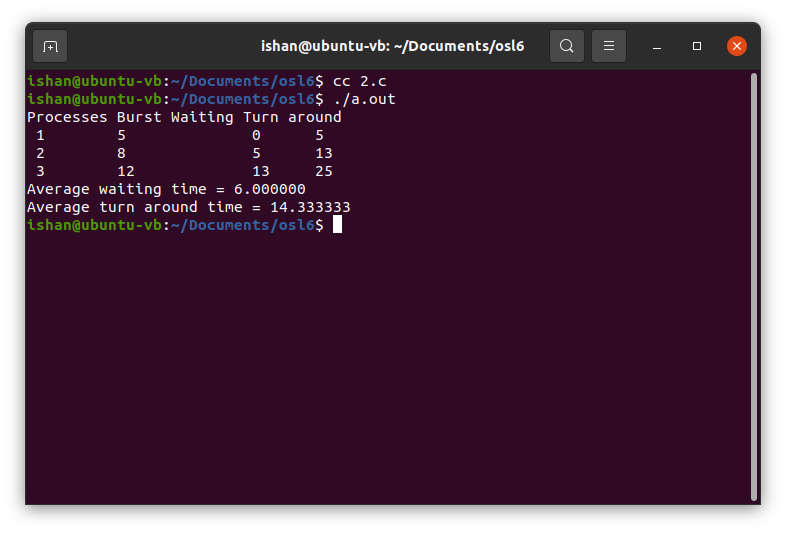 ishan@ubuntu-vb: ~/Documents/osl6
ishan@ubuntu-vb:~/Documents/osl6$ cc 2.c
ishan@ubuntu-vb:~/Documents/osl6$ ./a.out
Processes Burst Waiting Turn around
1 5 0 5
2 8 5 13
3 12 13 25
Average waiting time = 6.000000
Average turn around time = 14.333333
ishan@ubuntu-vb:~/Documents/osl6$